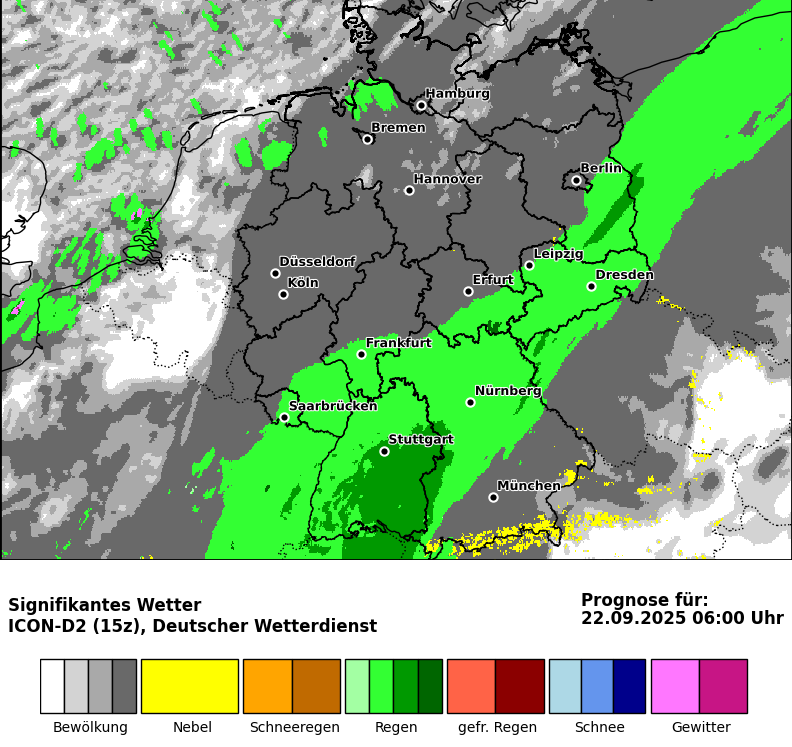 Hamburg
Bremen
Berlin
Hannover
Leipzig
Düsseldorf
Dresden
Köln
Erfurt
Frankfurt
Nürnberg
Saarbrücken
Stuttgart
München
Signifikantes Wetter
ICON-D2 (15z), Deutscher Wetterdienst
Prognose für:
22.09.2025 06:00 Uhr
Bewölkung
Nebel
Schneeregen
Regen
gefr. Regen
Schnee
Gewitter